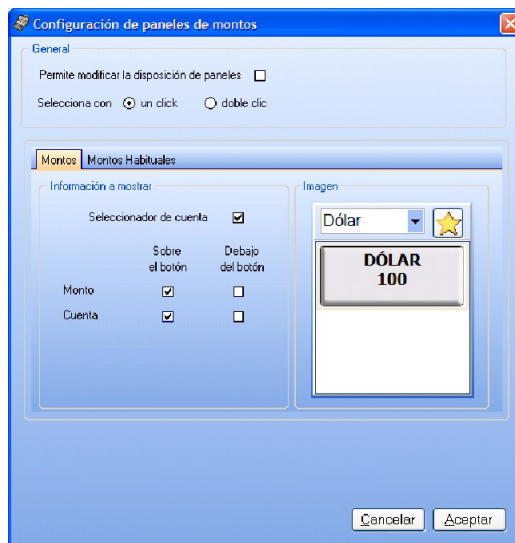 Configuración de paneles de montos
General
Permite modificar la disposición de paneles
Selecciona con un click doble clic
Montos Montos Habituales
Información a mostrar
Imagen
Seleccionador de cuenta
Dólar
Sobre el botón
Debajo del botón
DÓLAR
100
Monto
Cuenta
Cancelar Aceptar